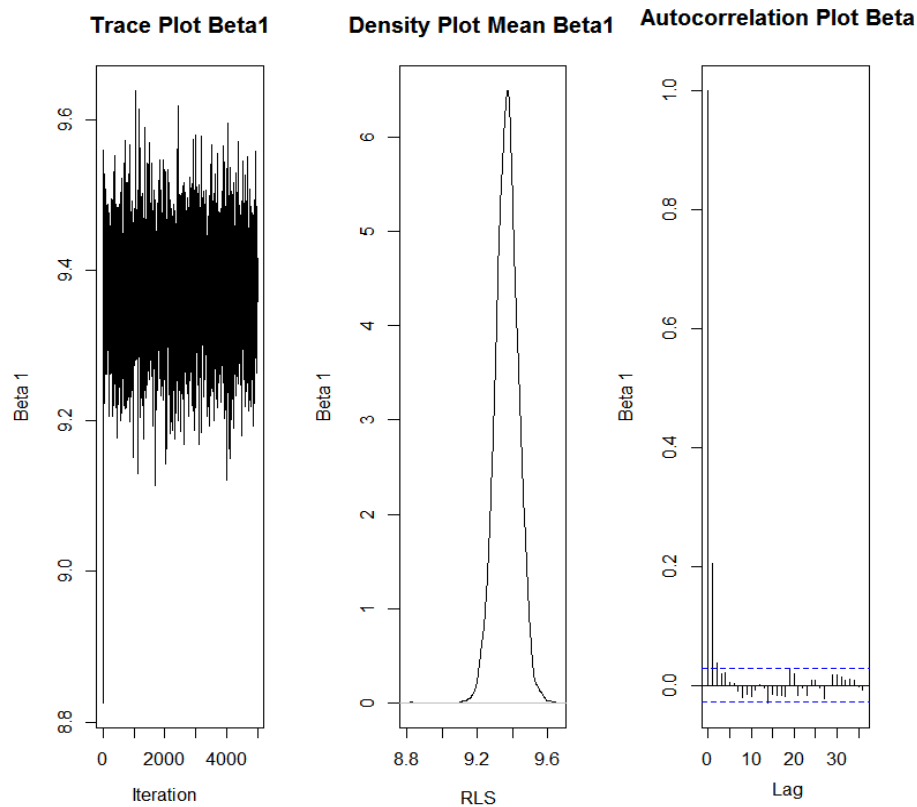 Trace Plot Beta1
Beta 1
9.6
9.4
9.2
9.0
8.8
0 2000 4000
Iteration
Density Plot Mean Beta1
Beta 1
6
5
4
3
2
1
0
8.8 9.2 9.6
RLS
Autocorrelation Plot Beta
Beta 1
1.0
0.8
0.6
0.4
0.2
0.0
0 10 20 30
Lag